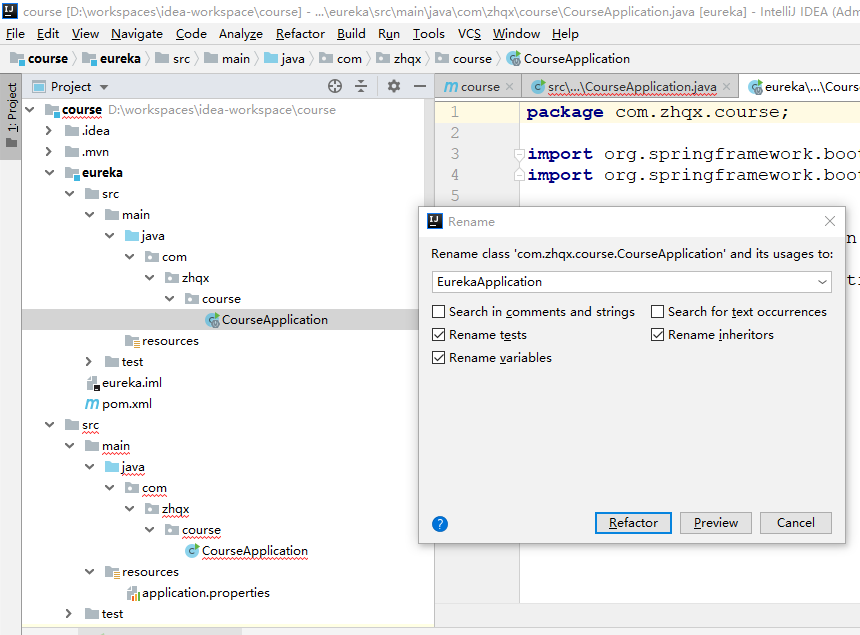 course [D:\workspaces\idea-workspace\course] - ...\eureka\src\main\java\com\zhqx\course\CourseApplication.java [eureka] - IntelliJ IDEA (Adm
File Edit View Navigate Code Analyze Refactor Build Run Tools VCS Window Help
course eureka src main java com zhqx course CourseApplication
1: Project
Project
course src\...\CourseApplication.java eureka\...\Cours
course D:\workspaces\idea-workspace\course
.idea
.mvn
eureka
src
main
java
com
zhqx
course
CourseApplication
resources
test
eureka.iml
pom.xml
src
main
java
com
zhqx
course
CourseApplication
resources
application.properties
test
1 package com.zhqx.course;
2
3 import org.springframework.boot
4 import org.springframework.boot
5
Rename
Rename class 'com.zhqx.course.CourseApplication' and its usages to:
EurekaApplication
Search in comments and strings Search for text occurrences
Rename tests Rename inheritors
Rename variables
? Refactor Preview Cancel